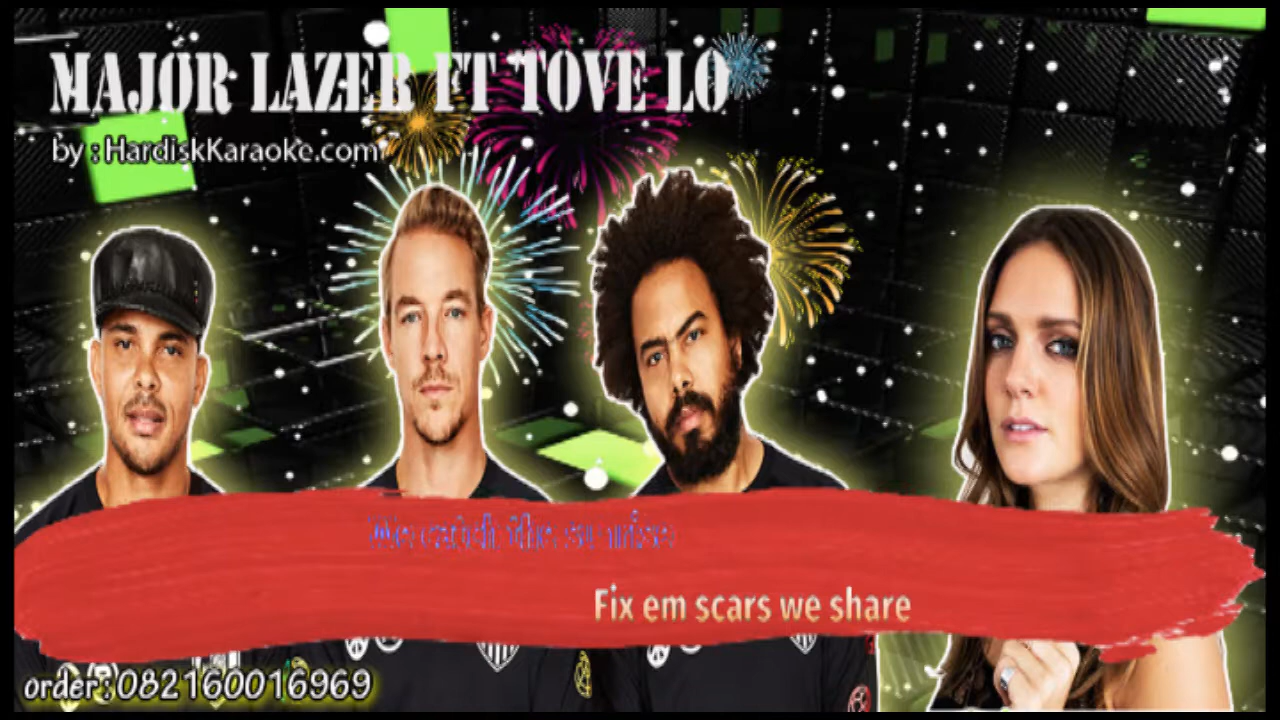 MAJOR LAZER FT TOVE LO
by : HardiskKaraoke.com
We catch the sunrise
Fix em scars we share
order:082160016969